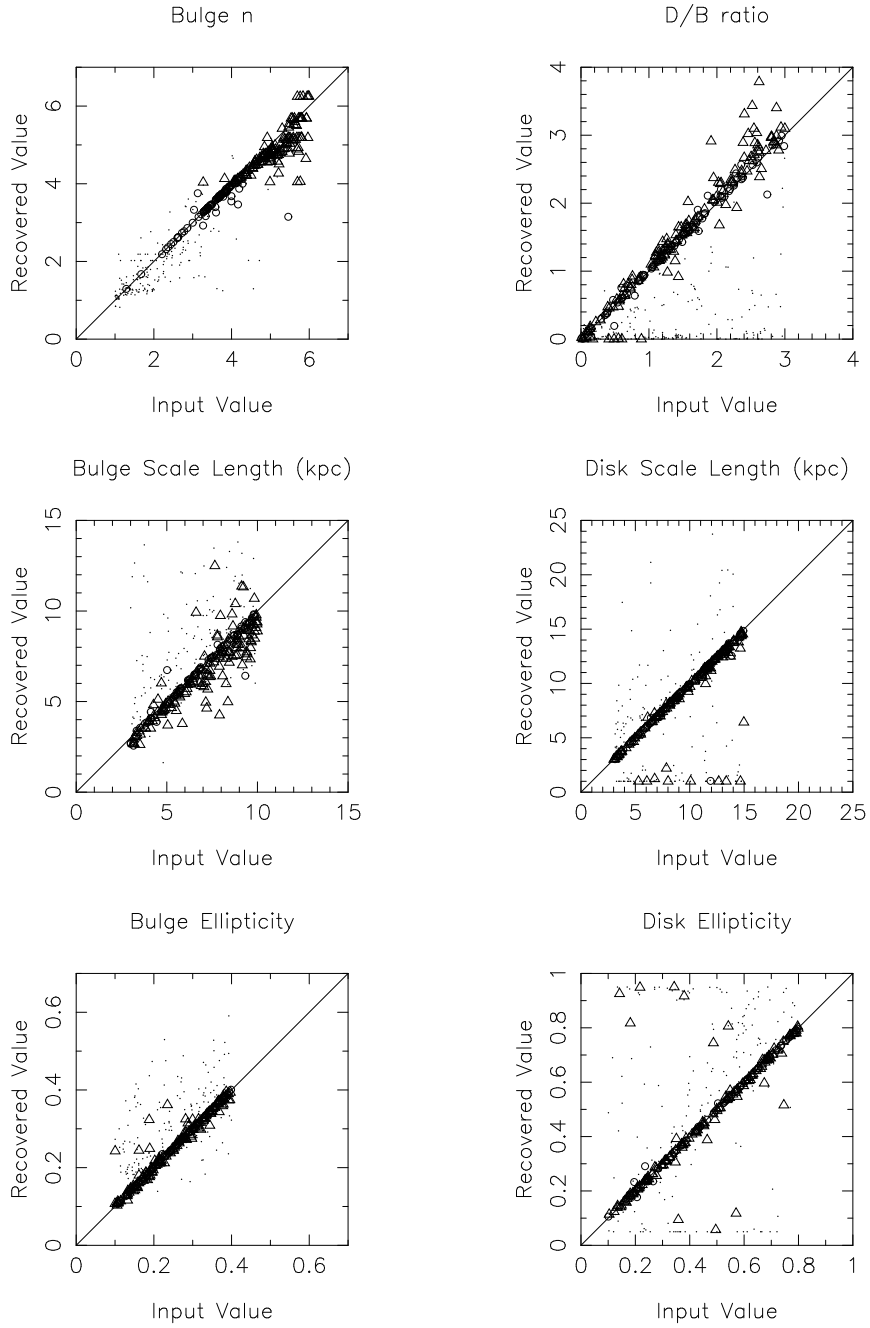 Bulge n
D/B ratio
Recovered Value
0 2 4 6
0 2 4 6
Input Value
Recovered Value
0 1 2 3 4
0 1 2 3 4
Input Value
Bulge Scale Length (kpc)
Disk Scale Length (kpc)
Recovered Value
0 5 10 15
0 5 10 15
Input Value
Recovered Value
0 5 10 15 20 25
0 5 10 15 20 25
Input Value
Bulge Ellipticity
Disk Ellipticity
Recovered Value
0 0.2 0.4 0.6
0 0.2 0.4 0.6
Input Value
Recovered Value
0 0.2 0.4 0.6 0.8 1
0 0.2 0.4 0.6 0.8 1
Input Value